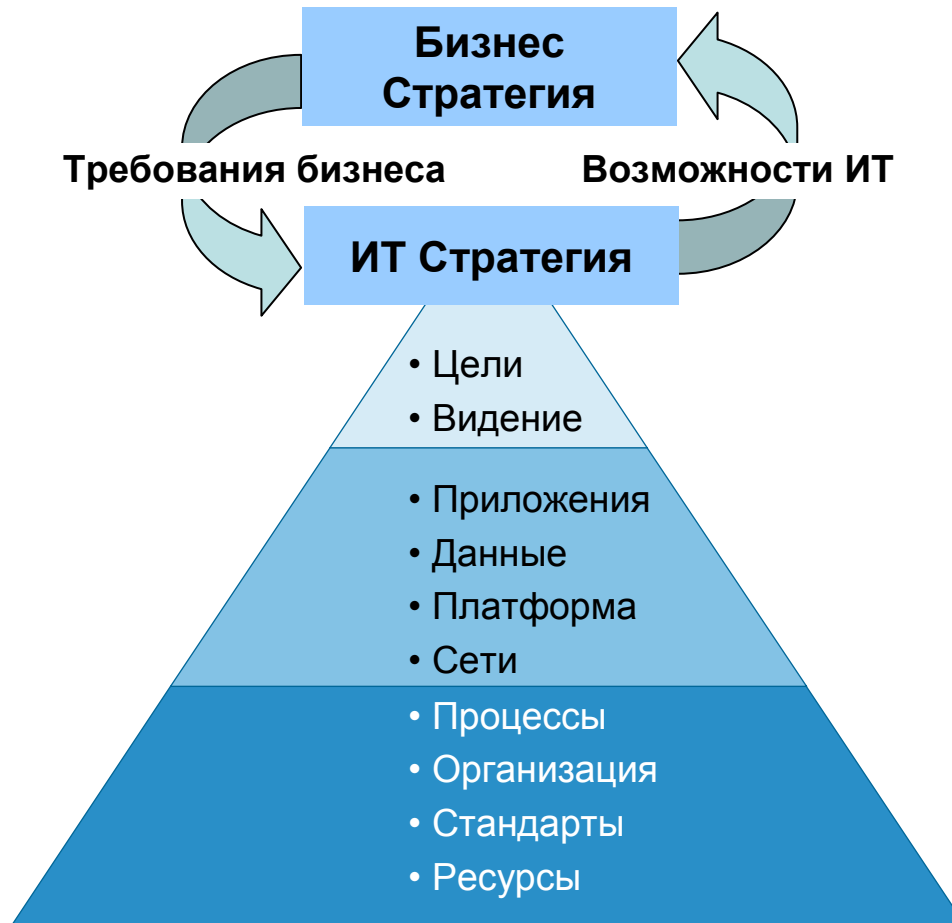 Бизнес
Стратегия
Требования бизнеса
Возможности ИТ
ИТ Стратегия
• Цели
• Видение
• Приложения
• Данные
• Платформа
• Сети
• Процессы
• Организация
• Стандарты
• Ресурсы